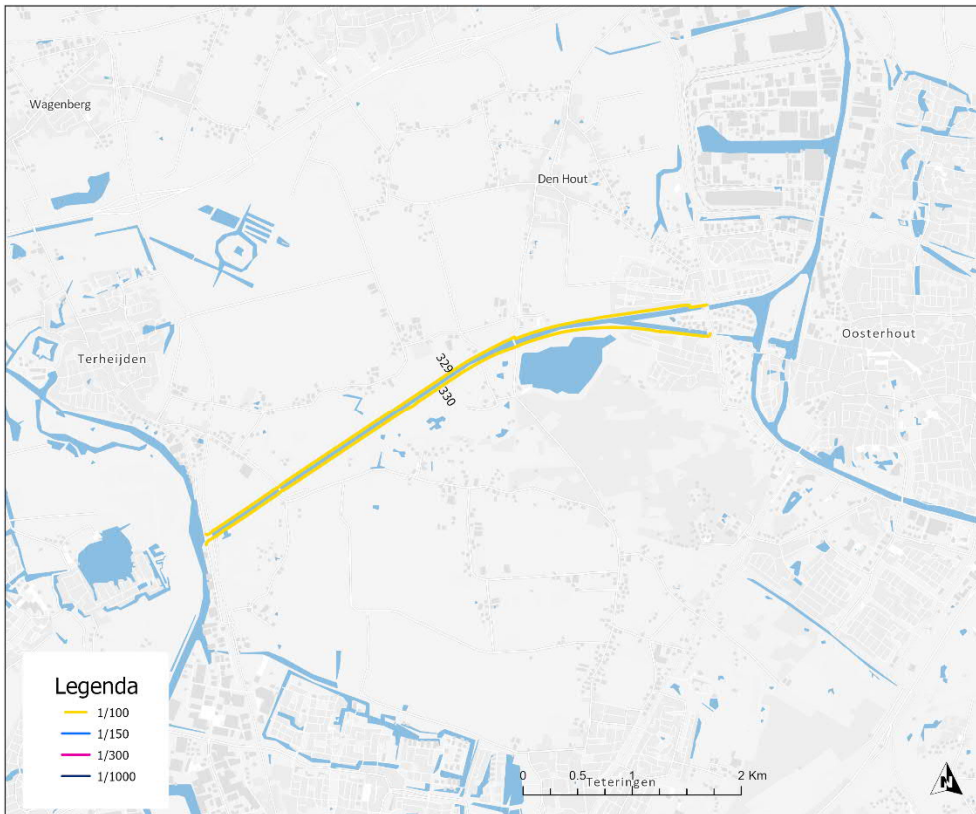 Wagenberg
Den Hout
Oosterhout
Terheijden
329
330
Legenda
1/100
1/150
1/300
1/1000
0 0.5 1 2 Km
Teteringen
N